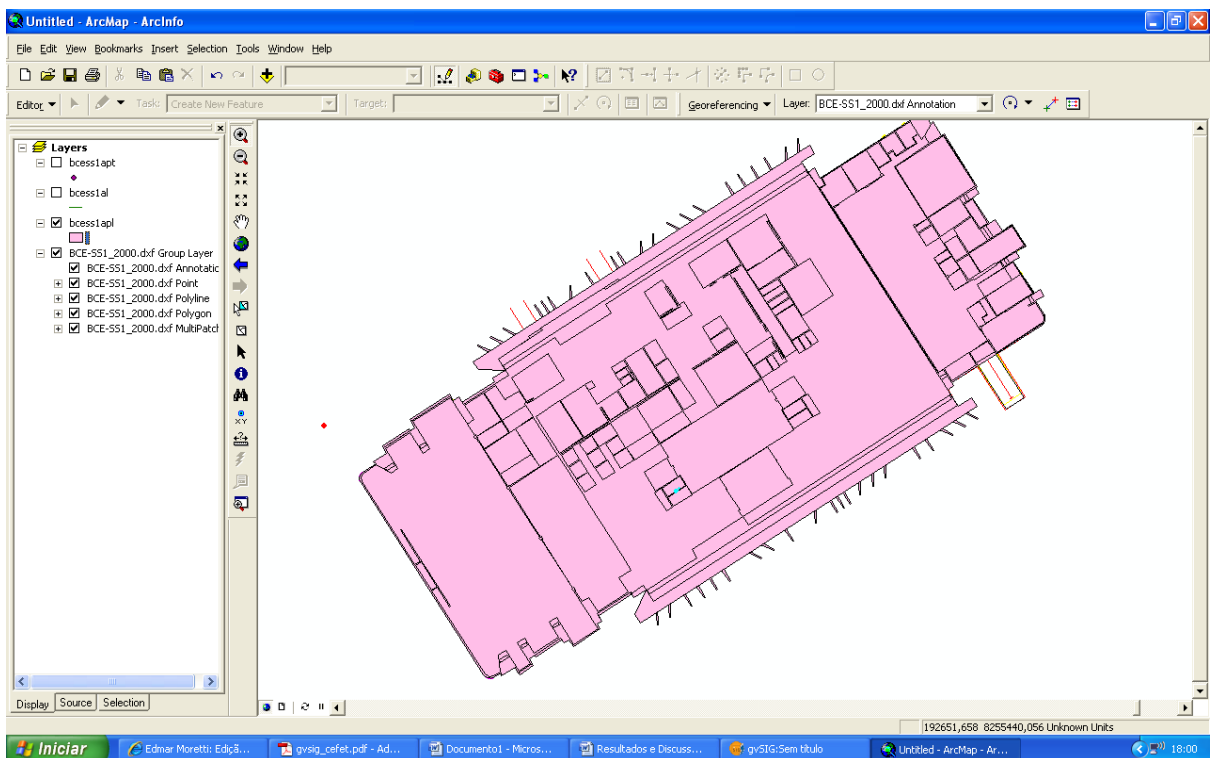 Untitled - ArcMap - ArcInfo
File Edit View Bookmarks Insert Selection Tools Window Help
Editor Task: Create New Feature Target: Georeferencing Layer: BCE-SS1_2000.dxf Annotation
Layers
bcess1apt
bcess1al
bcess1apl
BCE-SS1_2000.dxf Group Layer
BCE-SS1_2000.dxf Annotatic
BCE-SS1_2000.dxf Point
BCE-SS1_2000.dxf Polyline
BCE-SS1_2000.dxf Polygon
BCE-SS1_2000.dxf MultiPatcl
XY
Display Source Selection
192651,658 8255440,056 Unknown Units
Iniciar Edmar Moretti: Ediçã... gvsig_cefet.pdf - Ad... Documento1 - Micros... Resultados e Discuss... gvSIG:Sem título Untitled - ArcMap - Ar... 18:00